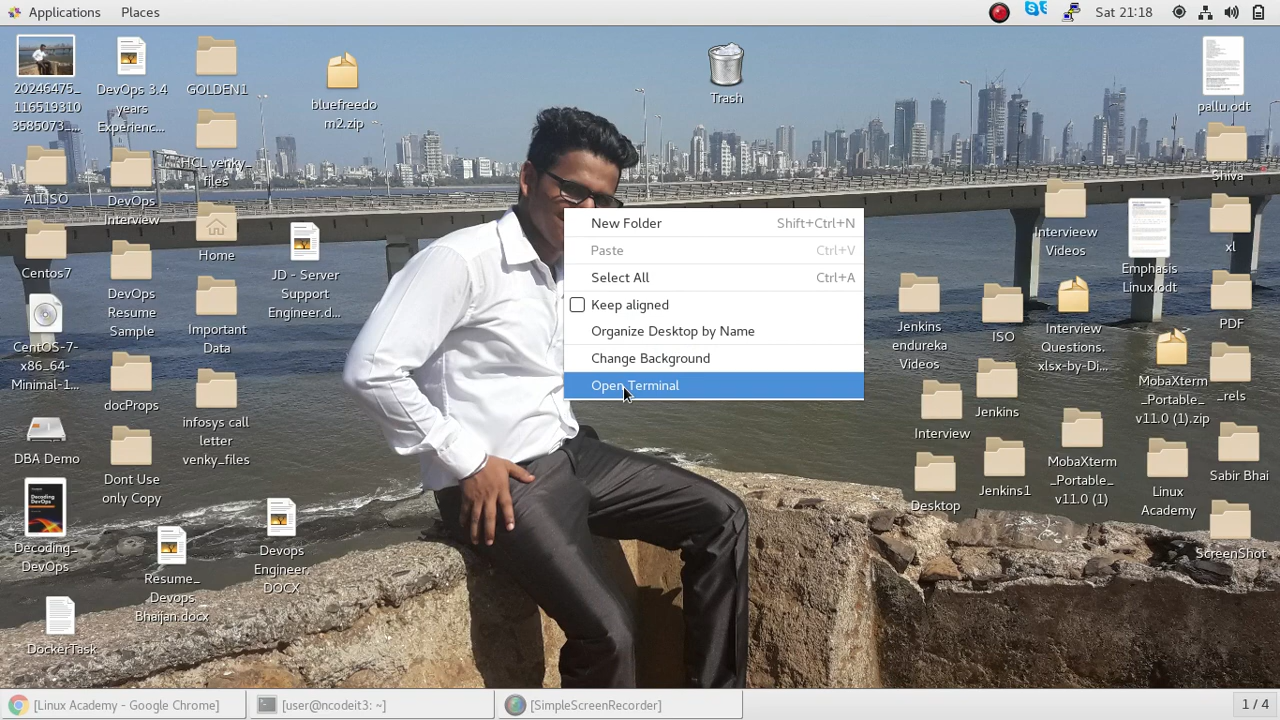 Applications Places
Sat 21:18
20246475_
116519310
3585073_...
ALLISO
Centos7
CentOS-7-
x86_64-
Minimal-1...
DBA Demo
Decoding_
DevOps
DockerTask
DevOps 3.4
years
Experienc...
DevOps
Interview
DevOps
Resume
Sample
docProps
Dont Use
only Copy
Resume_
Devops
Bhaijan.docx
GOLDEN1
HCL venky_
files
Home
Important
Data
infosys call
letter
venky_files
Devops
Engineer.
DOCX
JD - Server
Support
Engineer.d...
bluefreedo
m2.zip
Trash
New Folder Shift+Ctrl+N
Paste Ctrl+V
Select All Ctrl+A
Keep aligned
Organize Desktop by Name
Change Background
Open Terminal
Jenkins
endureka
Videos
Interview
Desktop
ISO
Jenkins
Jenkins1
Interveew
Videos
Interview
Questions.
xlsx-by-Di...
MobaXterm
_Portable_
v11.0 (1)
Emphasis
Linux.odt
MobaXterm
_Portable
_v11.0 (1).zip
Linux
Academy
pallu.odt
Shiva
xl
PDF
_rels
Sabir Bhai
ScreenShot
[Linux Academy - Google Chrome]
[user@ncodeit3: ~]
[SimpleScreenRecorder]
1 / 4